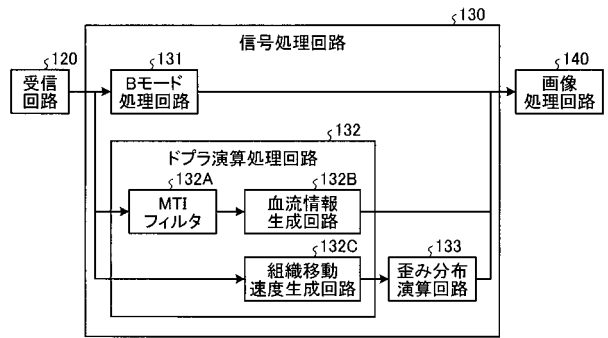 130
信号処理回路
120
受信
回路
131
Bモード
処理回路
140
画像
処理回路
132
ドプラ演算処理回路
132A
MTI
フィルタ
132B
血流情報
生成回路
132C
組織移動
速度生成回路
133
歪み分布
演算回路